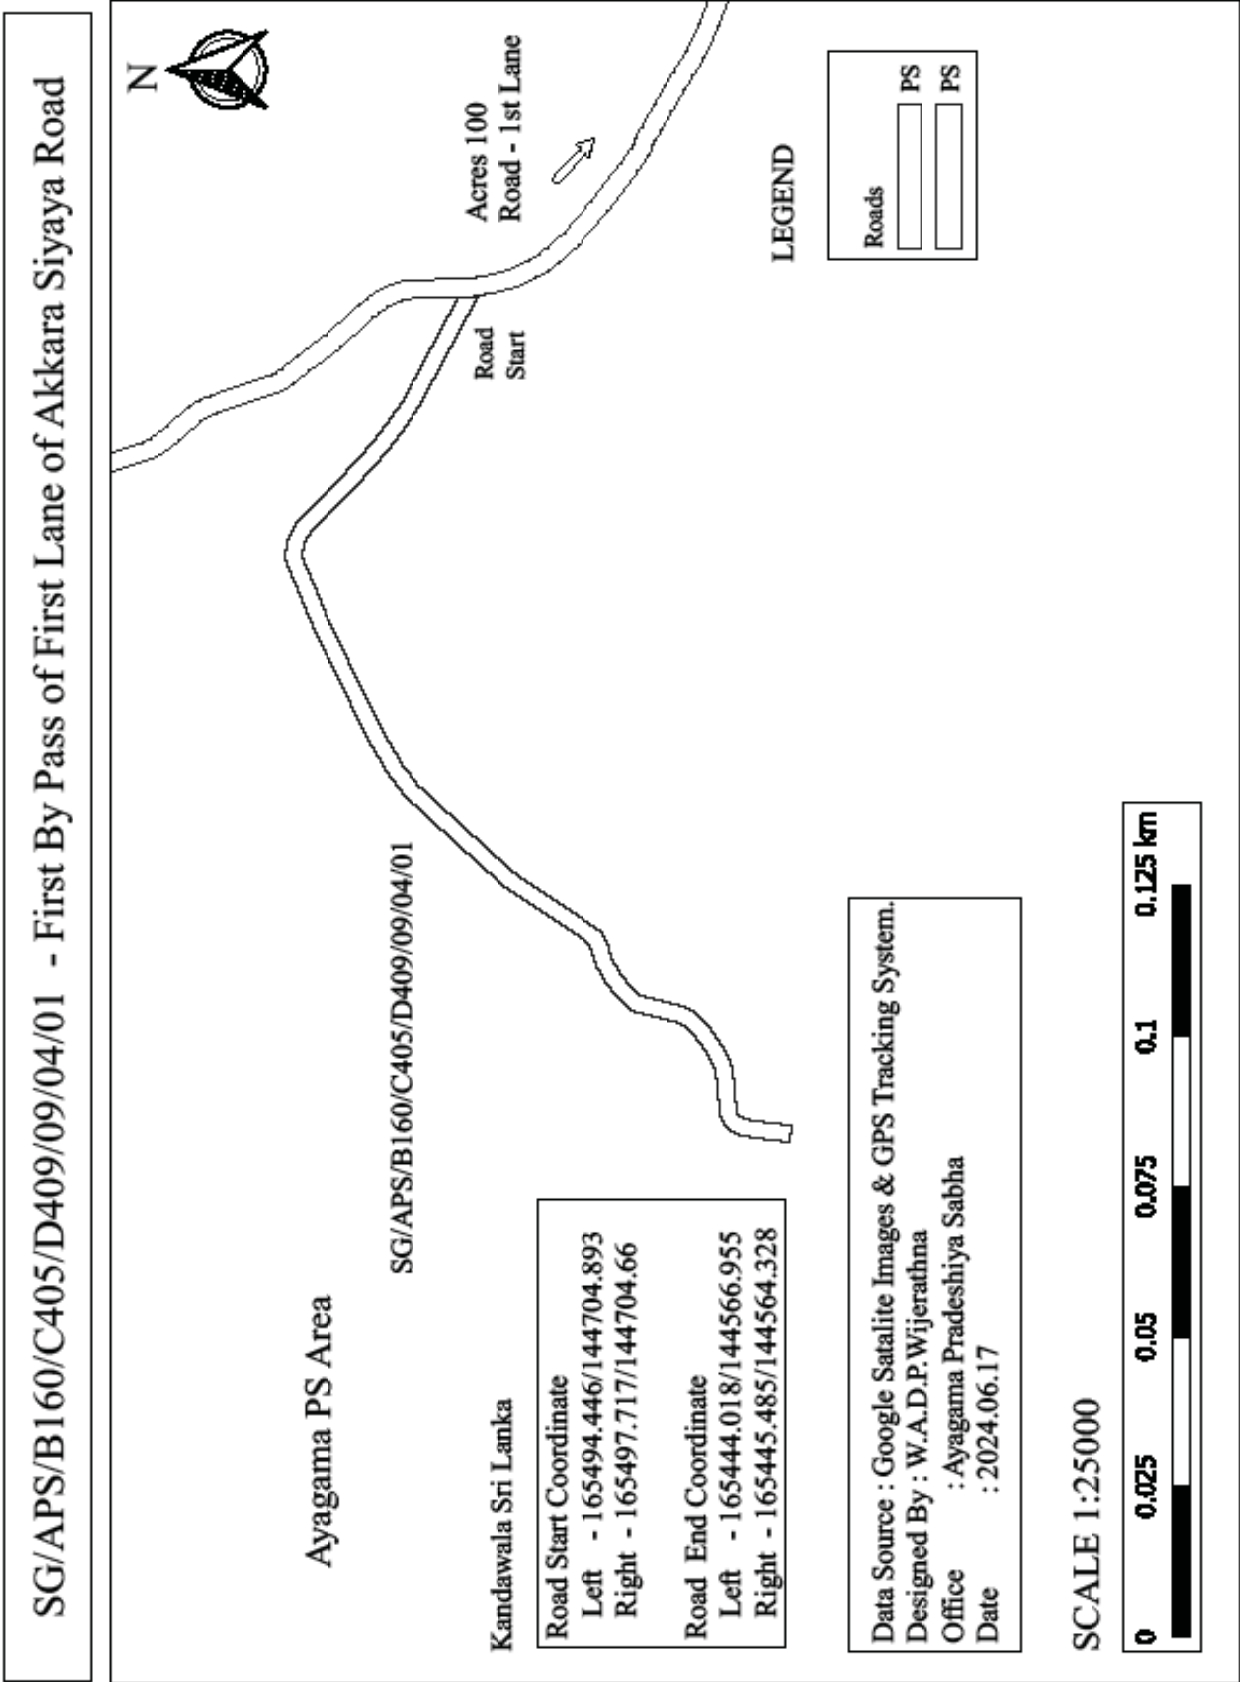 SG/APS/B160/C405/D409/09/04/01 - First By Pass of First Lane of Akkara Siyaya Road
N
Acres 100
Road - 1st Lane
Road
Start
SG/APS/B160/C405/D409/09/04/01
Ayagama PS Area
Kandawala Sri Lanka
Road Start Coordinate
Left - 165494.446/144704.893
Right - 165497.717/144704.66
Road End Coordinate
Left - 165444.018/144566.955
Right - 165445.485/144564.328
LEGEND
Roads
PS
PS
Data Source : Google Satalite Images & GPS Tracking System.
Designed By : W.A.D.P.Wijerathna
Office : Ayagama Pradeshiya Sabha
Date : 2024.06.17
SCALE 1:25000
0 0.025 0.05 0.075 0.1 0.125 km